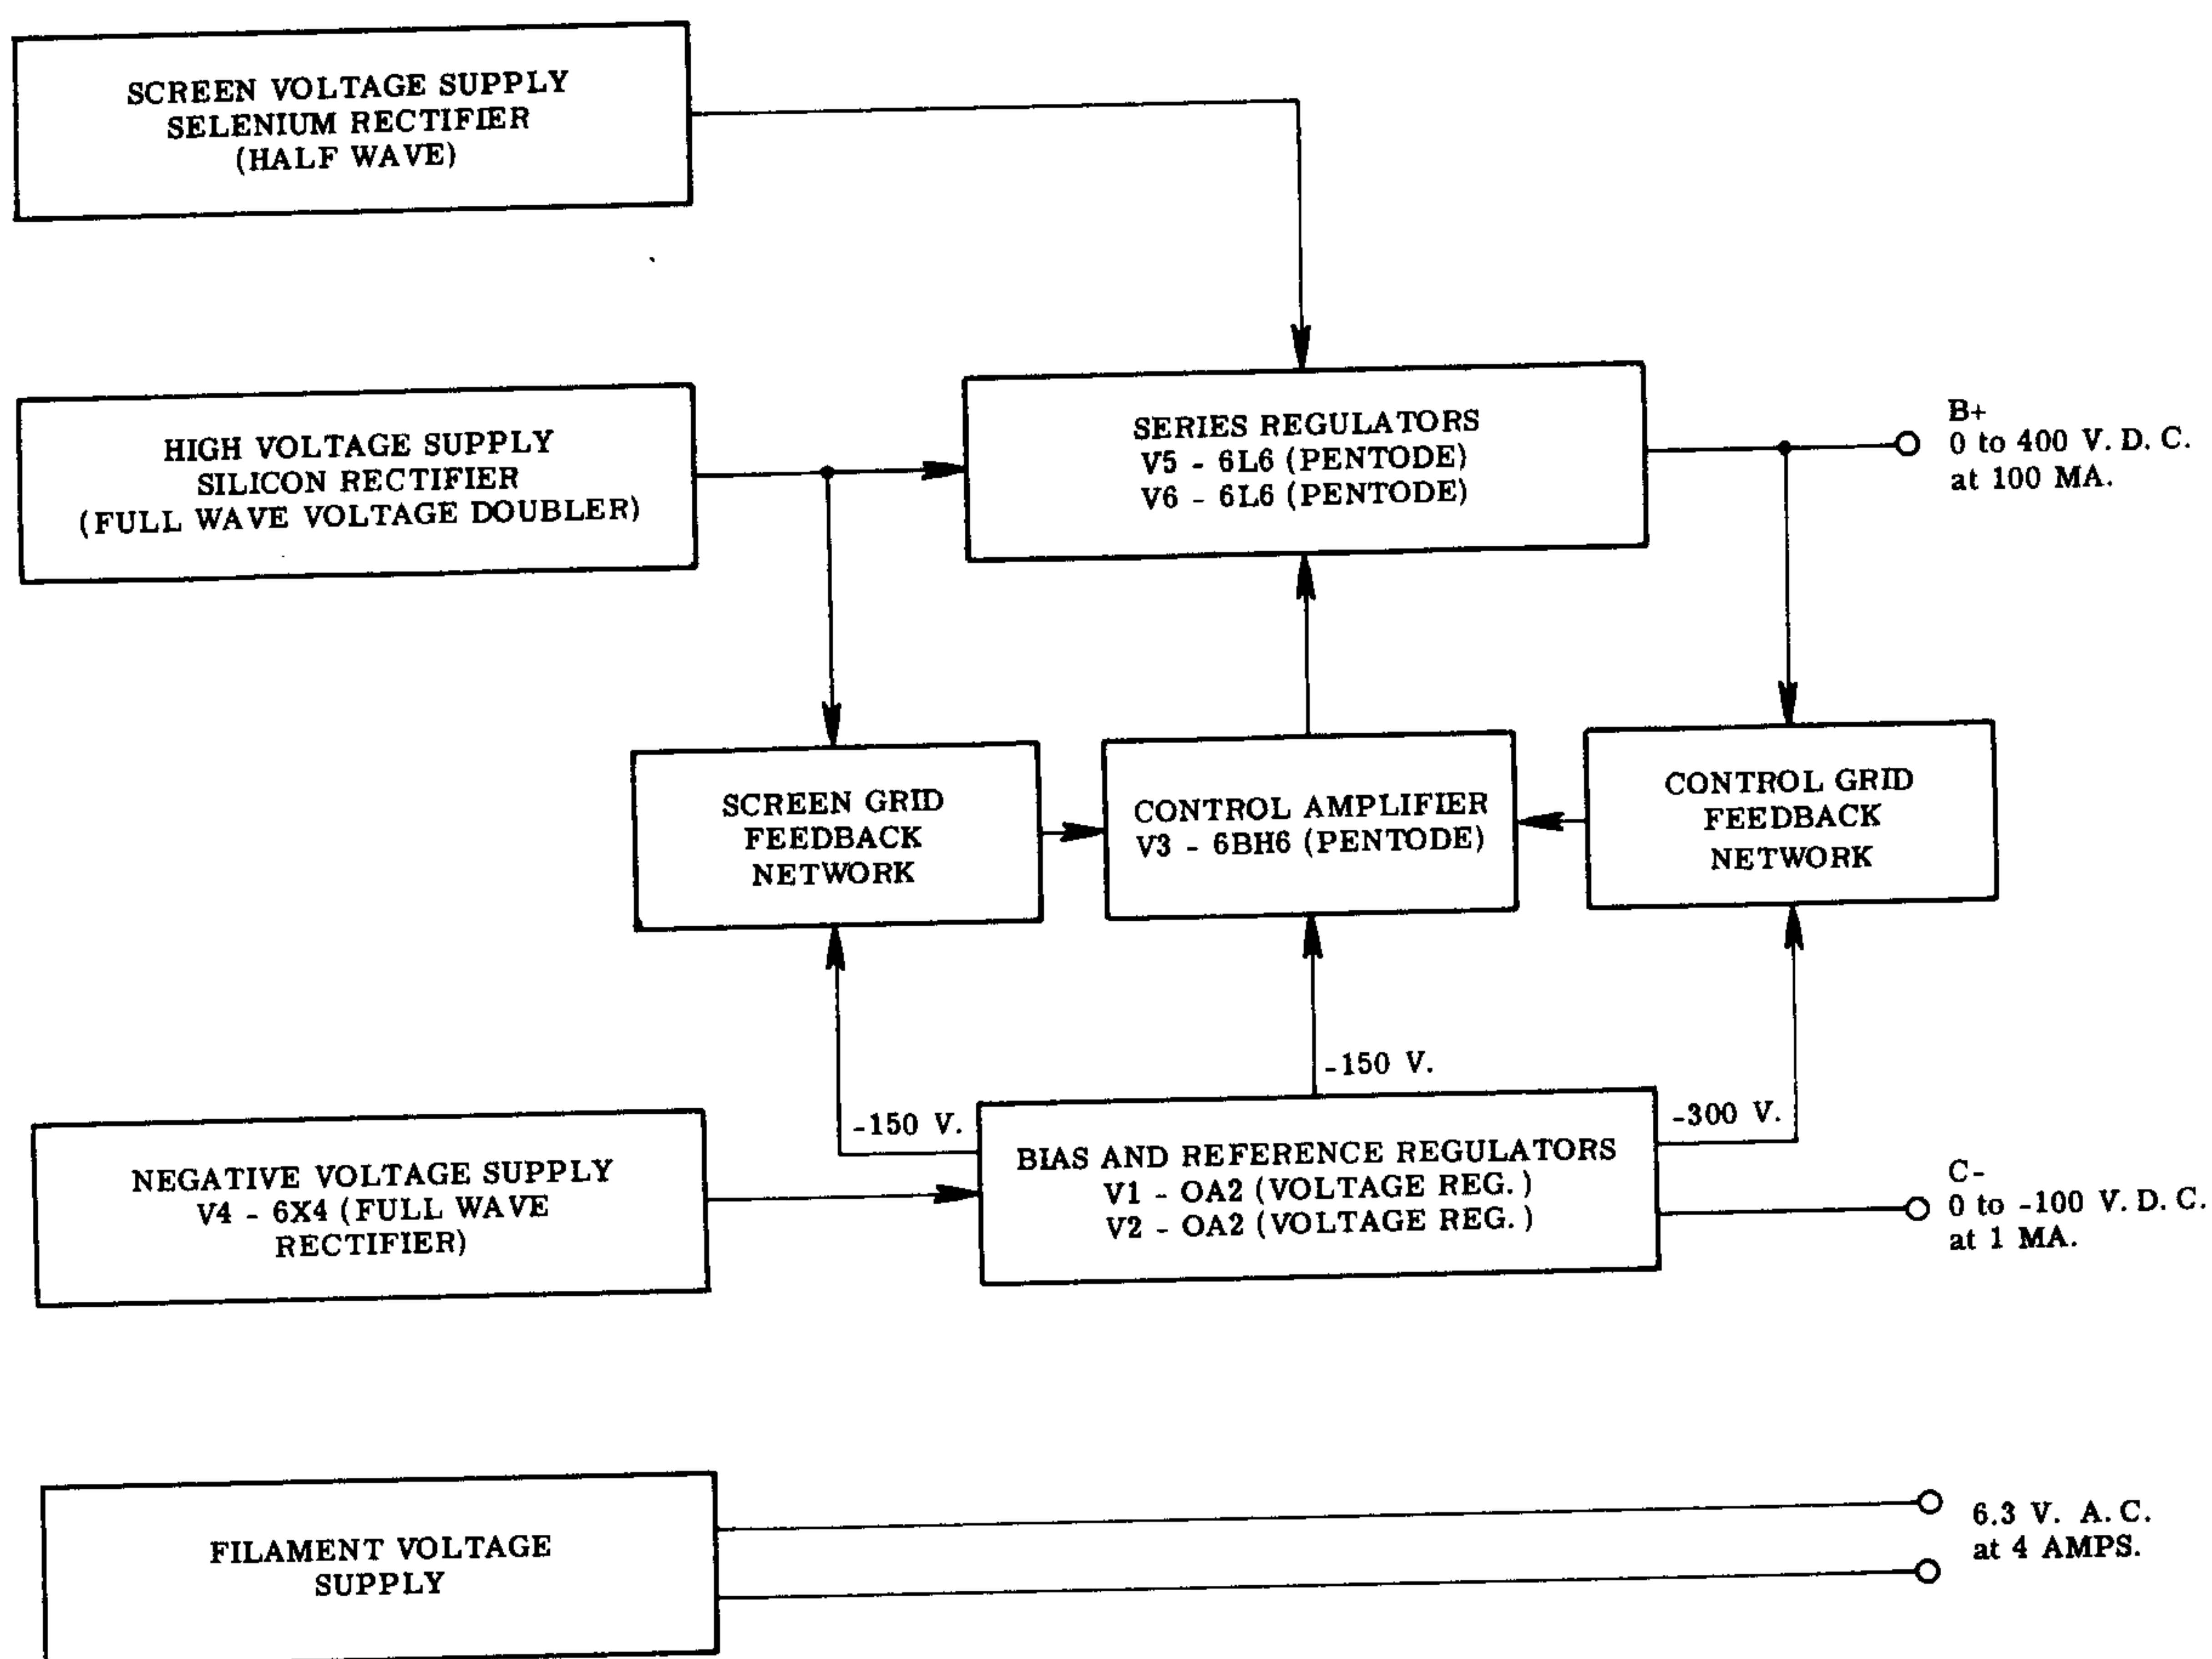 SCREEN VOLTAGE SUPPLY
SELENIUM RECTIFIER
(HALF WAVE)
HIGH VOLTAGE SUPPLY
SILICON RECTIFIER
(FULL WAVE VOLTAGE DOUBLER)
SERIES REGULATORS
V5 - 6L6 (PENTODE)
V6 - 6L6 (PENTODE)
B+
0 to 400 V. D. C.
at 100 MA.
SCREEN GRID
FEEDBACK
NETWORK
CONTROL AMPLIFIER
V3 - 6BH6 (PENTODE)
CONTROL GRID
FEEDBACK
NETWORK
-150 V.
-150 V.
-300 V.
NEGATIVE VOLTAGE SUPPLY
V4 - 6X4 (FULL WAVE
RECTIFIER)
BIAS AND REFERENCE REGULATORS
V1 - OA2 (VOLTAGE REG. )
V2 - OA2 (VOLTAGE REG. )
C-
0 to -100 V. D. C.
at 1 MA.
FILAMENT VOLTAGE
SUPPLY
6.3 V. A. C.
at 4 AMPS.